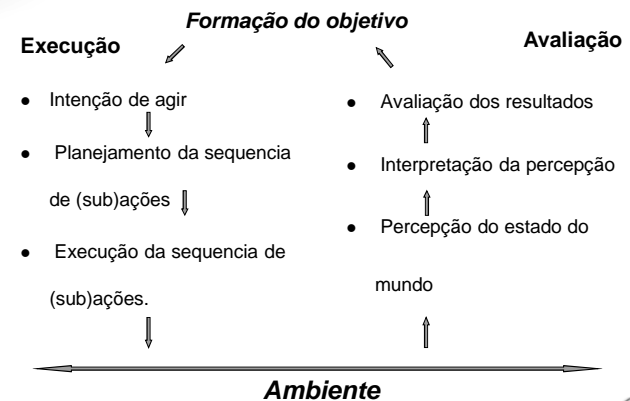 Formação do objetivo
Execução
● Intenção de agir
● Planejamento da sequencia
de (sub)ações
● Execução da sequencia de
(sub)ações.
Avaliação
● Avaliação dos resultados
● Interpretação da percepção
● Percepção do estado do
mundo
Ambiente